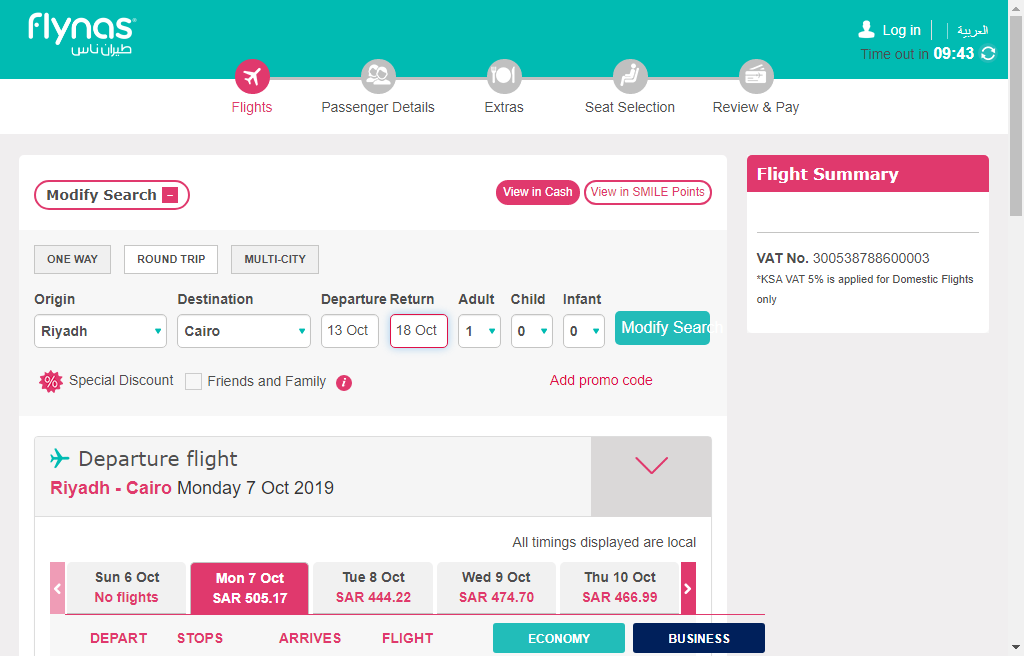 flynas
طيران ناس
Log in
العربية
Time out in 09:43
Flights
Passenger Details
Extras
Seat Selection
Review & Pay
Modify Search
View in Cash
View in SMILE Points
Flight Summary
VAT No. 300538788600003
*KSA VAT 5% is applied for Domestic Flights
only
ONE WAY
ROUND TRIP
MULTI-CITY
Origin
Destination
Departure
Return
Adult
Child
Infant
Riyadh
Cairo
13 Oct
18 Oct
1
0
0
Modify Search
% Special Discount
Friends and Family
i
Add promo code
Departure flight
Riyadh - Cairo Monday 7 Oct 2019
All timings displayed are local
Sun 6 Oct
No flights
Mon 7 Oct
SAR 505.17
Tue 8 Oct
SAR 444.22
Wed 9 Oct
SAR 474.70
Thu 10 Oct
SAR 466.99
DEPART
STOPS
ARRIVES
FLIGHT
ECONOMY
BUSINESS